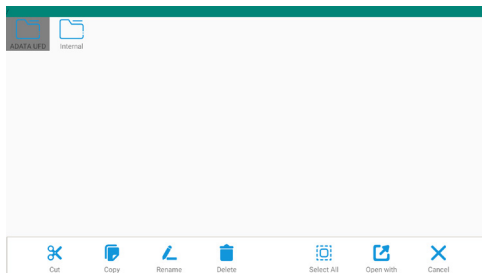 ADATA UFD Internal
Cut Copy Rename Delete Select All Open with Cancel